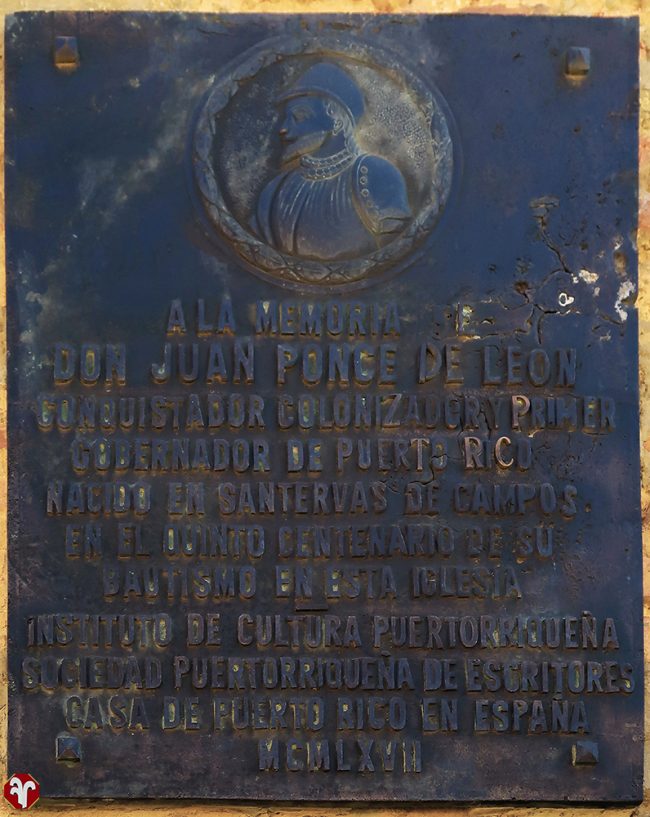 A LA MEMORIA DE
DON JUAN PONCE DE LEON
CONQUISTADOR COLONIZADOR Y PRIMER
GOBERNADOR DE PUERTO RICO
NACIDO EN SANTERVAS DE CAMPOS.
EN EL QUINTO CENTENARIO DE SU
BAUTISMO EN ESTA IGLESIA
INSTITUTO DE CULTURA PUERTORRIQUEÑA
SOCIEDAD PUERTORRIQUEÑA DE ESCRITORES
CASA DE PUERTO RICO EN ESPAÑA
MCMLXVII